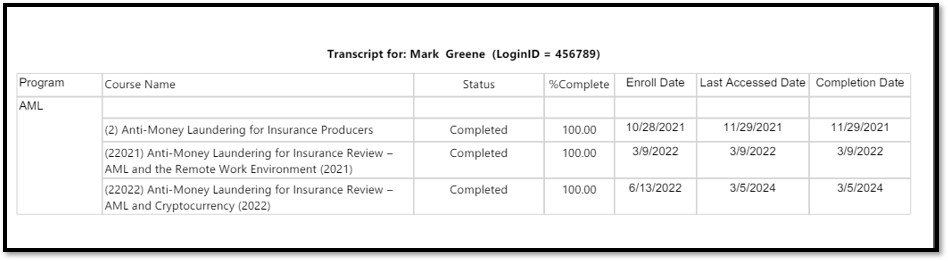 Transcript for: Mark Greene (LoginID = 456789)
Program Course Name Status %Complete Enroll Date Last Accessed Date Completion Date
AML
(2) Anti-Money Laundering for Insurance Producers Completed 100.00 10/28/2021 11/29/2021 11/29/2021
(22021) Anti-Money Laundering for Insurance Review – Completed 100.00 3/9/2022 3/9/2022 3/9/2022
AML and the Remote Work Environment (2021)
(22022) Anti-Money Laundering for Insurance Review – Completed 100.00 6/13/2022 3/5/2024 3/5/2024
AML and Cryptocurrency (2022)